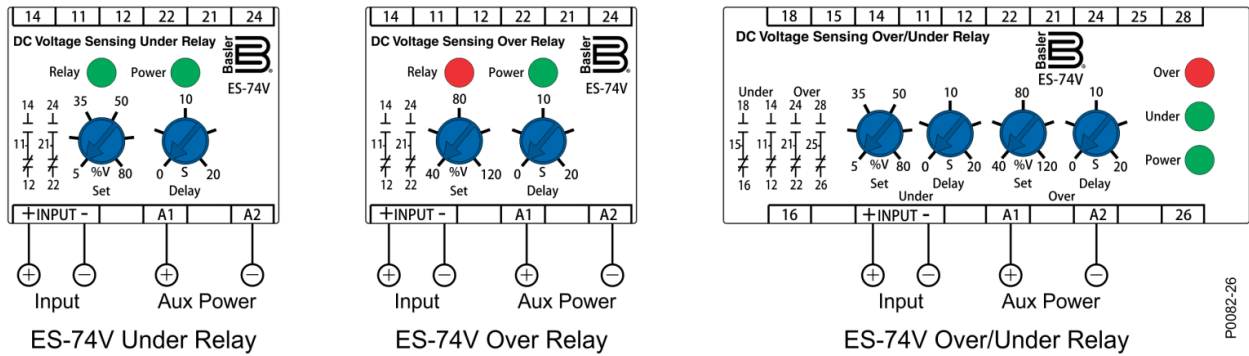 14 11 12 22 21 24
DC Voltage Sensing Under Relay
Basler
Relay Power
ES-74V
14 24 35 50 10
11 21
12 22 5 %V 80 0 S 20
Set Delay
+INPUT - A1 A2
+ - + -
Input Aux Power
ES-74V Under Relay
14 11 12 22 21 24
DC Voltage Sensing Over Relay
Basler
Relay Power
ES-74V
14 24 80 10
11 21
12 22 40 %V 120 0 S 20
Set Delay
+INPUT - A1 A2
+ - + -
Input Aux Power
ES-74V Over Relay
18 15 14 11 12 22 21 24 25 28
DC Voltage Sensing Over/Under Relay
Basler
ES-74V
Over
Under
Power
Under Over
18 14 24 28 35 50 10 80 10
15 11 21 25
16 12 22 26 5 %V 80 0 S 20 40 %V 120 0 S 20
Set Delay Set Delay
Under Over
16 +INPUT - A1 A2 26
+ - + -
Input Aux Power
ES-74V Over/Under Relay
P0082-26